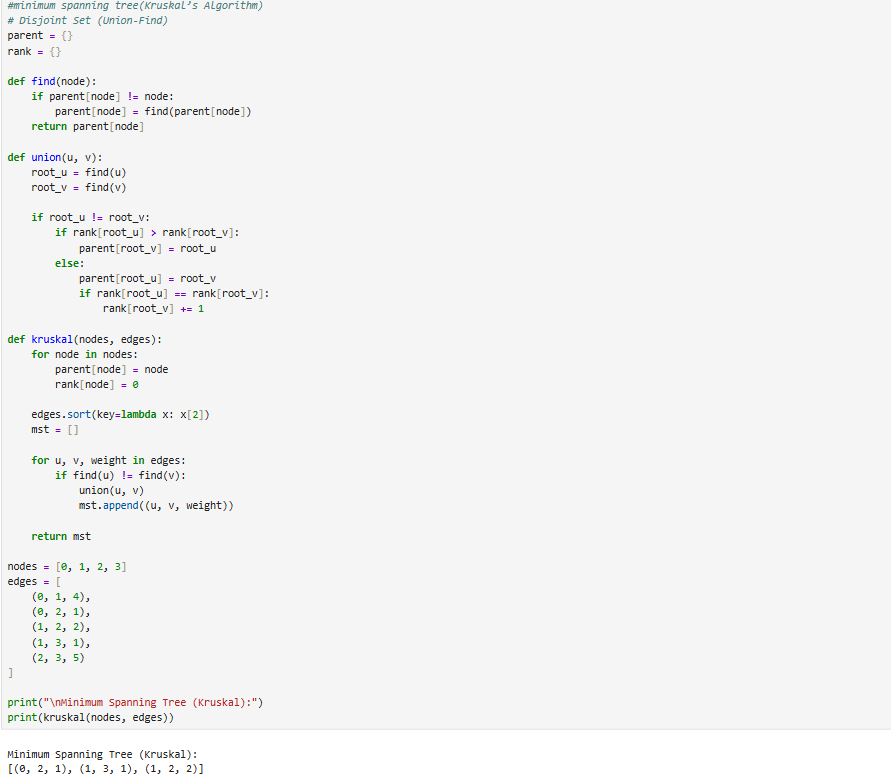 #minimum spanning tree(Kruskal’s Algorithm)
# Disjoint Set (Union-Find)
parent = {}
rank = {}

def find(node):
    if parent[node] != node:
        parent[node] = find(parent[node])
    return parent[node]

def union(u, v):
    root_u = find(u)
    root_v = find(v)

    if root_u != root_v:
        if rank[root_u] > rank[root_v]:
            parent[root_v] = root_u
        else:
            parent[root_u] = root_v
            if rank[root_u] == rank[root_v]:
                rank[root_v] += 1

def kruskal(nodes, edges):
    for node in nodes:
        parent[node] = node
        rank[node] = 0

    edges.sort(key=lambda x: x[2])
    mst = []

    for u, v, weight in edges:
        if find(u) != find(v):
            union(u, v)
            mst.append((u, v, weight))

    return mst

nodes = [0, 1, 2, 3]
edges = [
    (0, 1, 4),
    (0, 2, 1),
    (1, 2, 2),
    (1, 3, 1),
    (2, 3, 5)
]

print("\nMinimum Spanning Tree (Kruskal):")
print(kruskal(nodes, edges))

Minimum Spanning Tree (Kruskal):
[(0, 2, 1), (1, 3, 1), (1, 2, 2)]